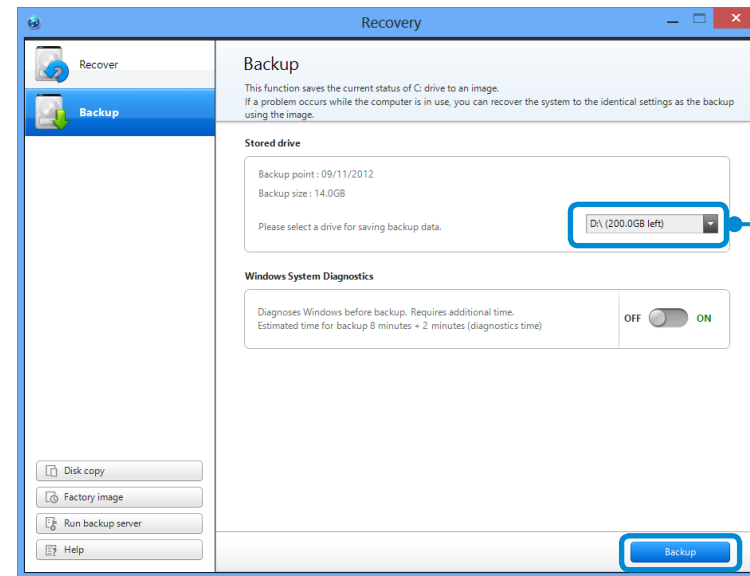 Recovery
Recover
Backup
Disk copy
Factory image
Run backup server
Help
Backup
This function saves the current status of C: drive to an image.
If a problem occurs while the computer is in use, you can recover the system to the identical settings as the backup
using the image.
Stored drive
Backup point : 09/11/2012
Backup size : 14.0GB
Please select a drive for saving backup data.
D:\ (200.0GB left)
Windows System Diagnostics
Diagnoses Windows before backup. Requires additional time.
Estimated time for backup 8 minutes + 2 minutes (diagnostics time)
OFF ON
Backup